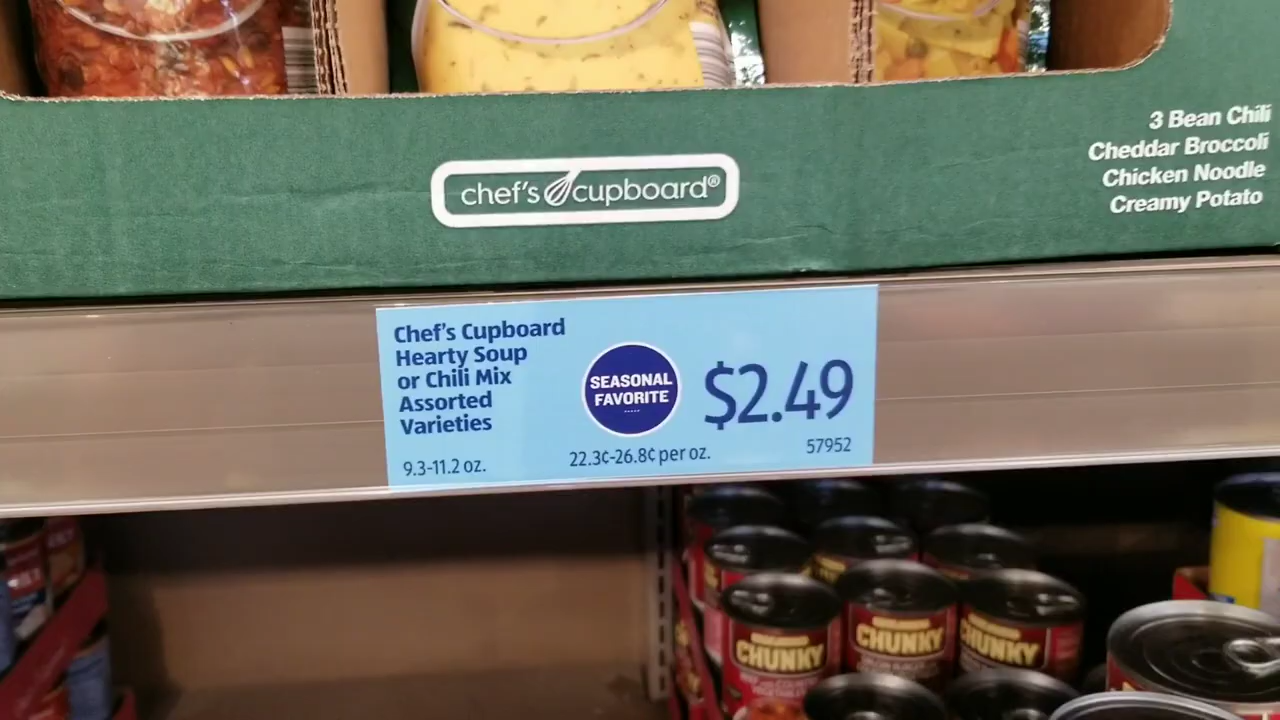 3 Bean Chili
Cheddar Broccoli
Chicken Noodle
Creamy Potato
chef's cupboard®
Chef's Cupboard
Hearty Soup
or Chili Mix
Assorted
Varieties
SEASONAL
FAVORITE
$2.49
9.3-11.2 oz.
22.3¢-26.8¢ per oz.
57952
CHUNKY
CHUNKY
CHUNKY